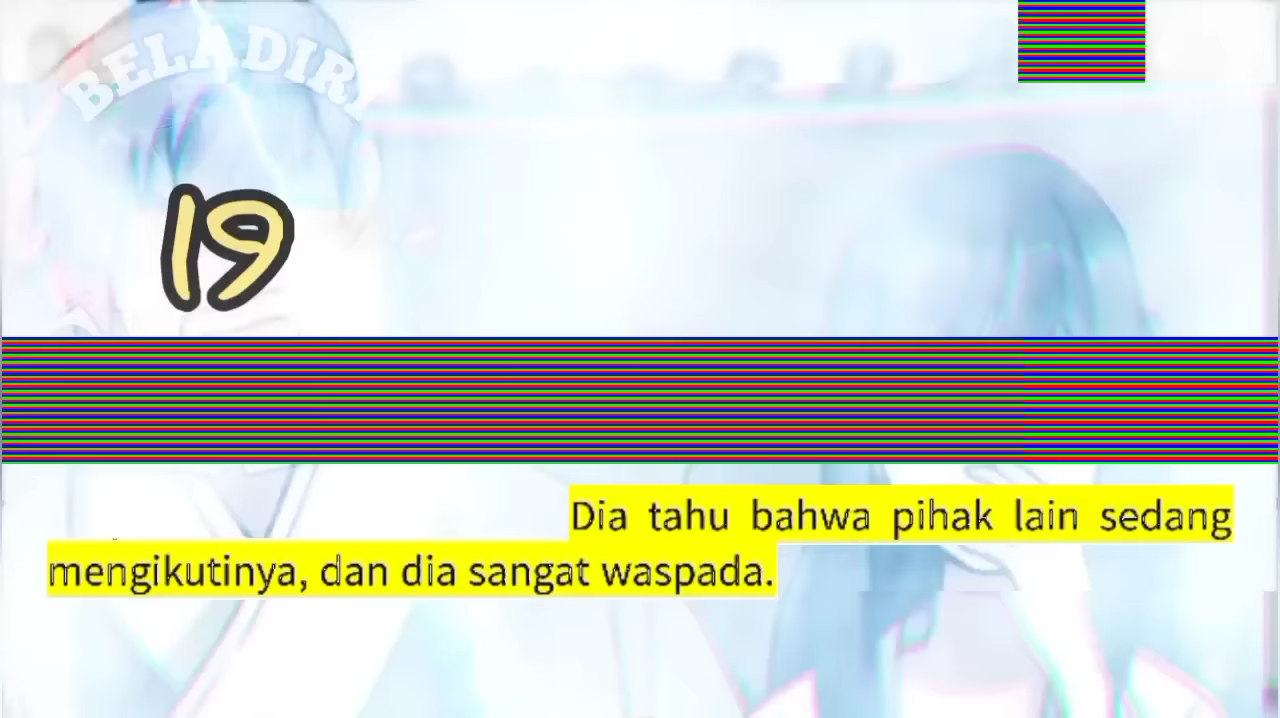 BELADIRI
19
Dia tahu bahwa pihak lain sedang
mengikutinya, dan dia sangat waspada.